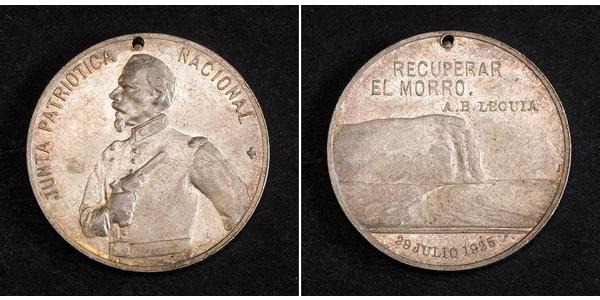 JUNTA PATRIOTICA NACIONAL
RECUPERAR
EL MORRO.
A.B. LEGUIA
29 JULIO 1925